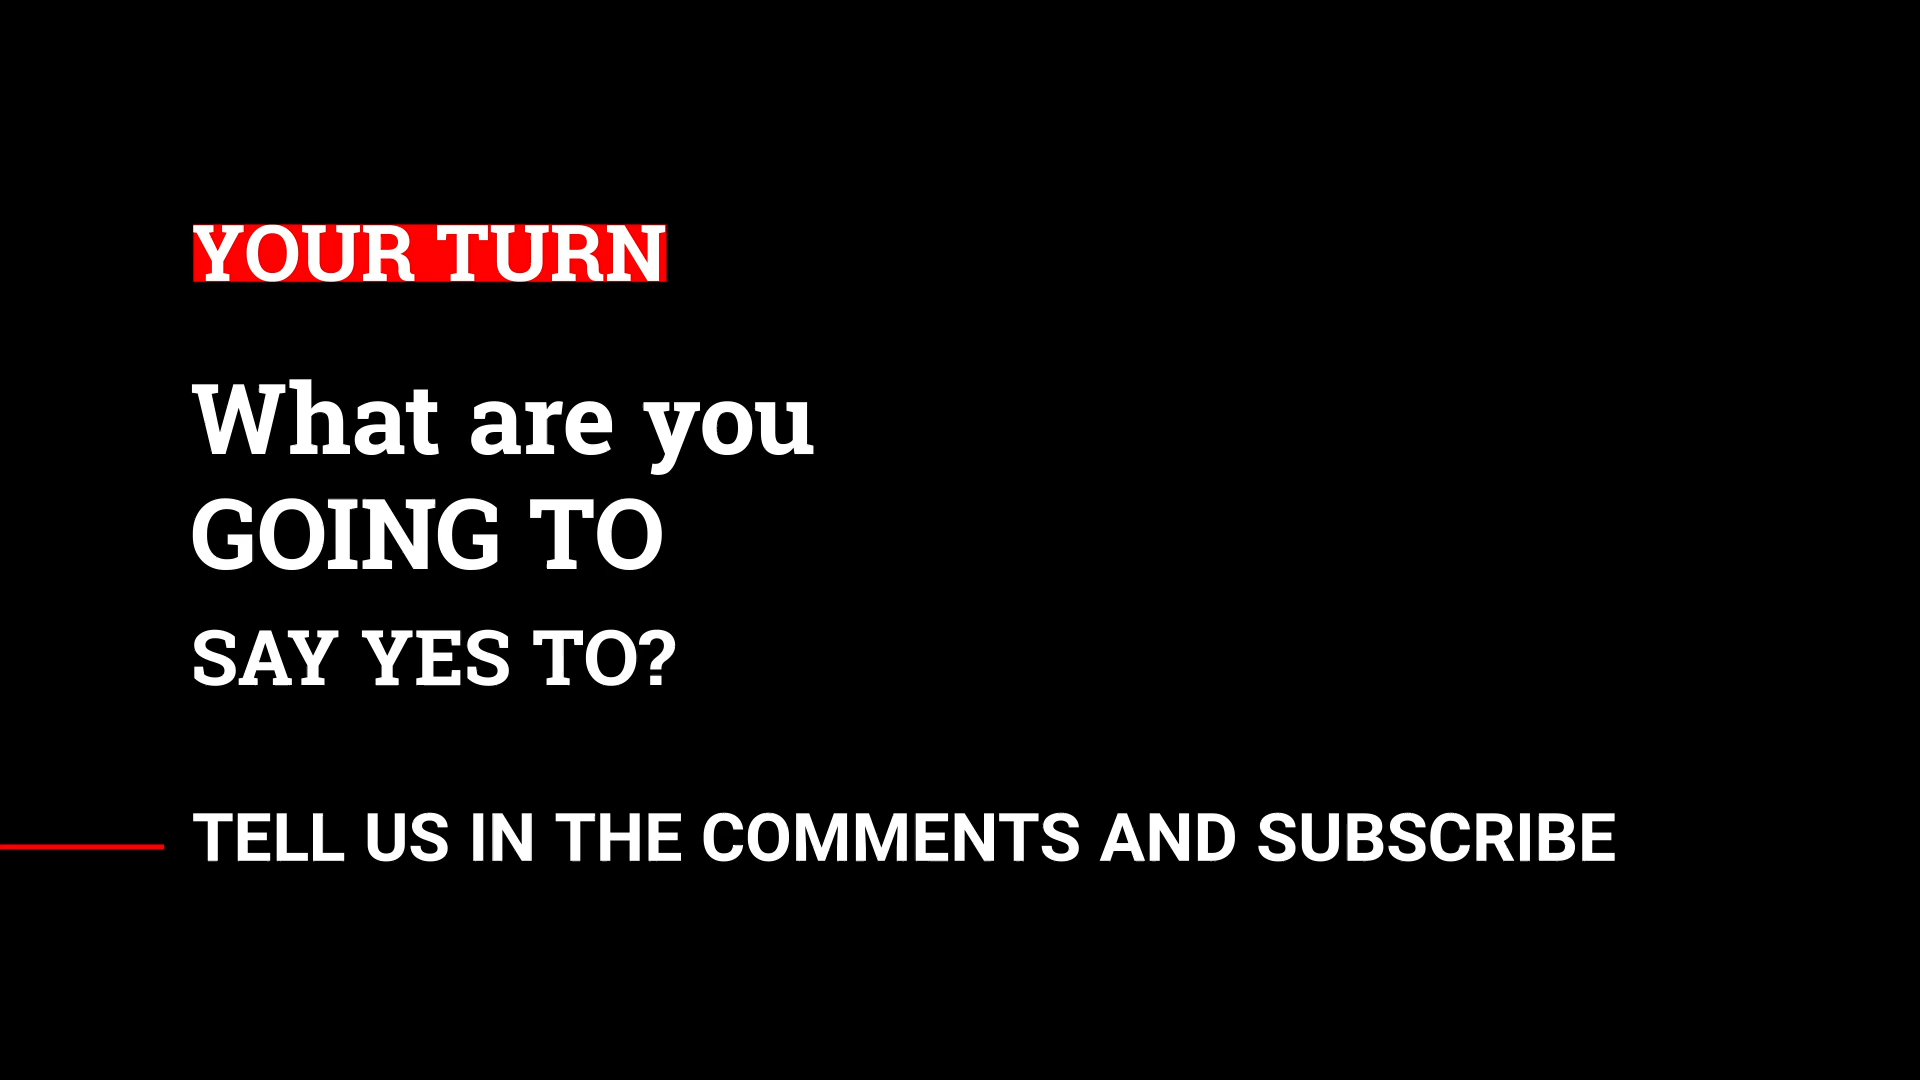 YOUR TURN
What are you
GOING TO
SAY YES TO?
TELL US IN THE COMMENTS AND SUBSCRIBE